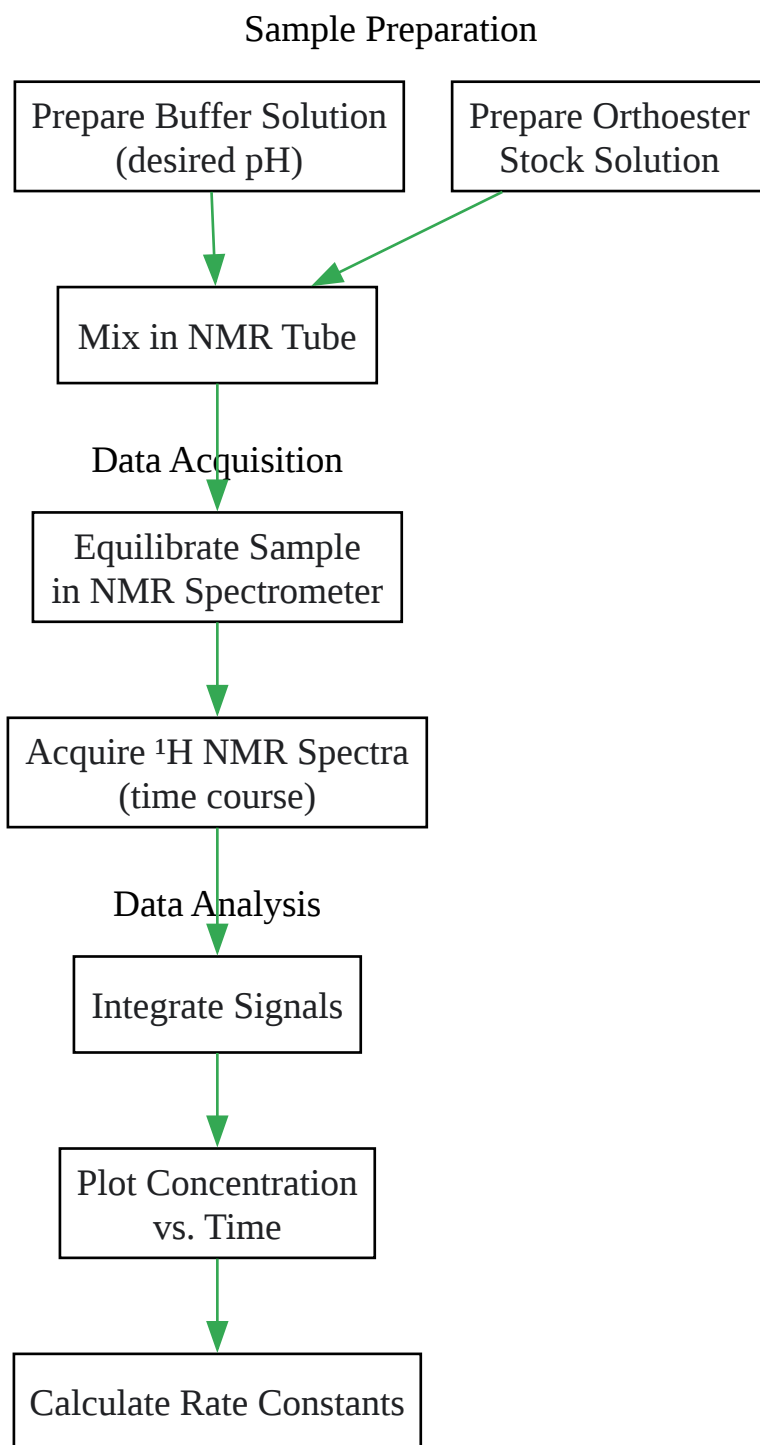 Sample Preparation
Prepare Buffer Solution
(desired pH)
Prepare Orthoester
Stock Solution
Mix in NMR Tube
Data Acquisition
Equilibrate Sample
in NMR Spectrometer
Acquire ¹H NMR Spectra
(time course)
Data Analysis
Integrate Signals
Plot Concentration
vs. Time
Calculate Rate Constants